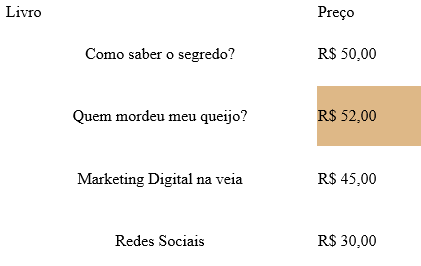 Livro Preço
Como saber o segredo? R$ 50,00
Quem mordeu meu queijo? R$ 52,00
Marketing Digital na veia R$ 45,00
Redes Sociais R$ 30,00